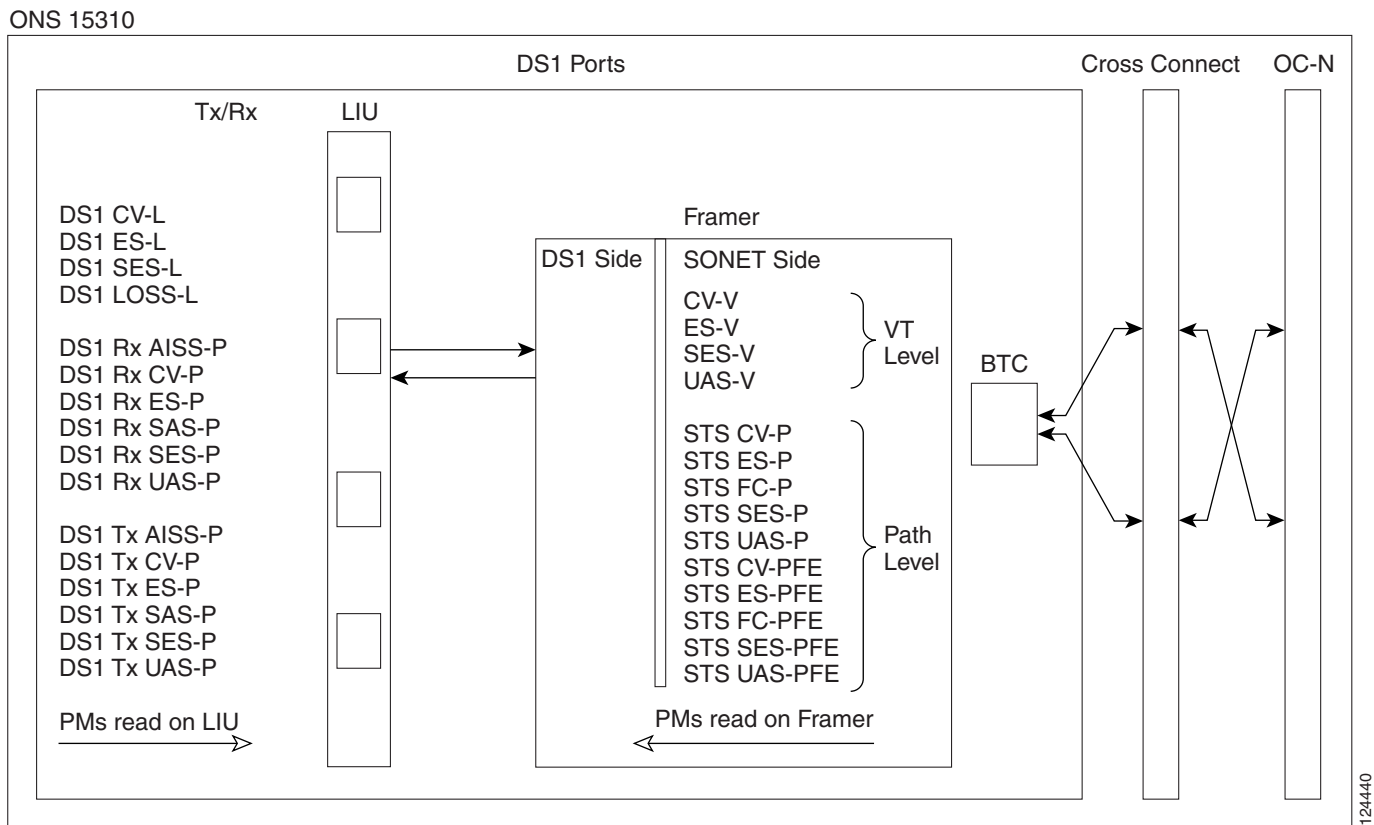 ONS 15310
DS1 Ports
Cross Connect
OC-N
Tx/Rx
LIU
DS1 CV-L
DS1 ES-L
DS1 SES-L
DS1 LOSS-L
DS1 Rx AISS-P
DS1 Rx CV-P
DS1 Rx ES-P
DS1 Rx SAS-P
DS1 Rx SES-P
DS1 Rx UAS-P
DS1 Tx AISS-P
DS1 Tx CV-P
DS1 Tx ES-P
DS1 Tx SAS-P
DS1 Tx SES-P
DS1 Tx UAS-P
PMs read on LIU
Framer
DS1 Side
SONET Side
CV-V
ES-V
SES-V
UAS-V
VT
Level
STS CV-P
STS ES-P
STS FC-P
STS SES-P
STS UAS-P
STS CV-PFE
STS ES-PFE
STS FC-PFE
STS SES-PFE
STS UAS-PFE
Path
Level
PMs read on Framer
BTC
124440